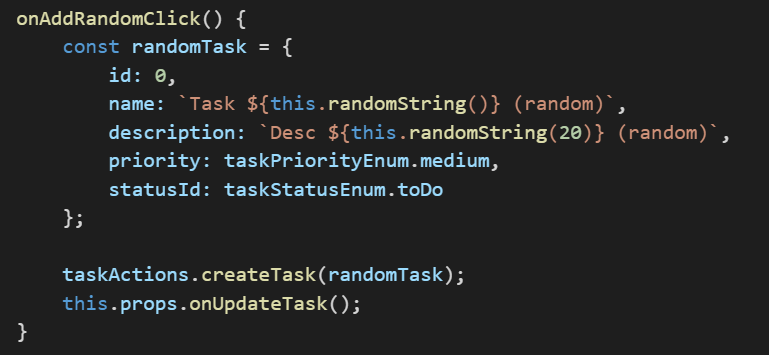 onAddRandomClick() {
    const randomTask = {
        id: 0,
        name: `Task ${this.randomString()} (random)`,
        description: `Desc ${this.randomString(20)} (random)`,
        priority: taskPriorityEnum.medium,
        statusId: taskStatusEnum.toDo
    };

    taskActions.createTask(randomTask);
    this.props.onUpdateTask();
}